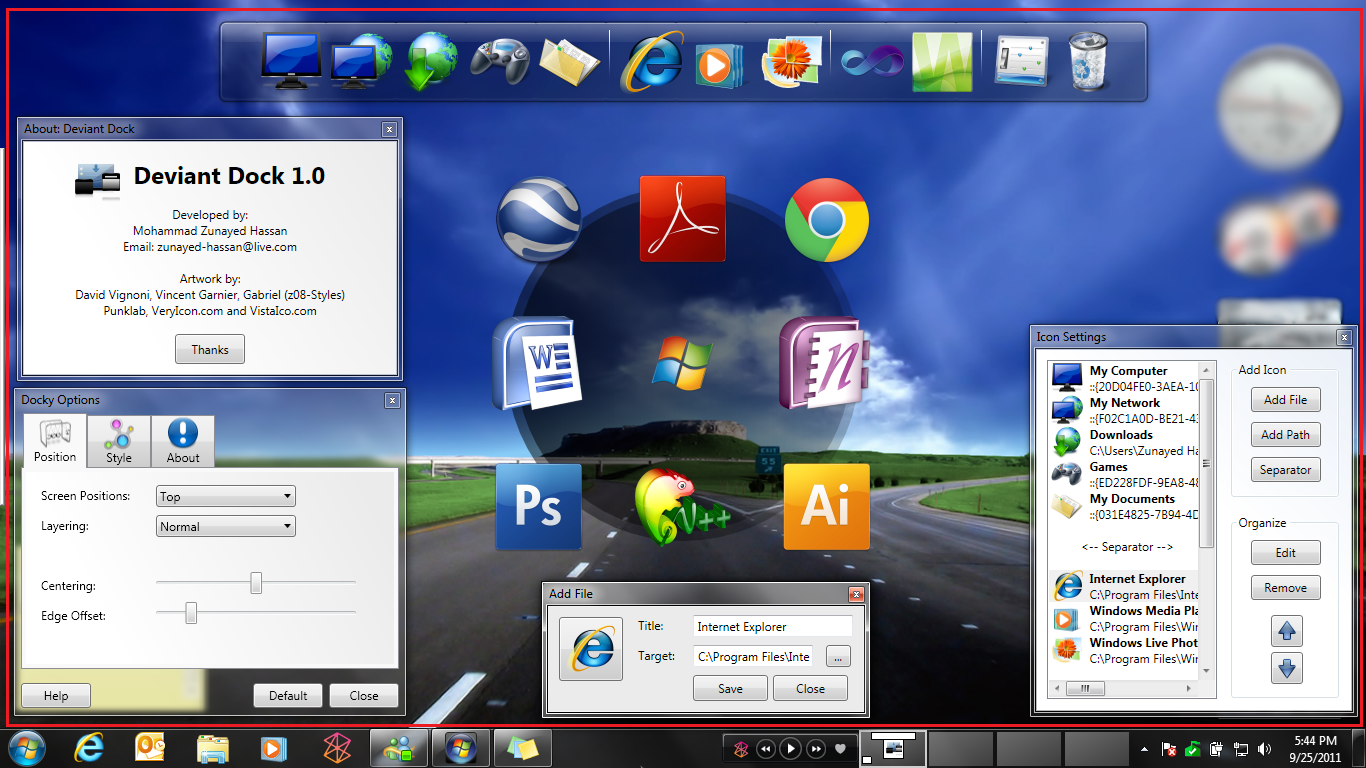 About: Deviant Dock
Deviant Dock 1.0
Developed by:
Mohammad Zunayed Hassan
Email: zunayed-hassan@live.com
Artwork by:
David Vignoni, Vincent Garnier, Gabriel (z08-Styles)
Punklab, VeryIcon.com and VistaIco.com
Thanks
Docky Options
Position
Style
About
Screen Positions:
Top
Layering:
Normal
Centering:
Edge Offset:
Help
Default
Close
W
n
Ps
N++
Ai
EXIT
55
Add File
Title:
Internet Explorer
Target:
C:\Program Files\Inte
...
Save
Close
Icon Settings
My Computer
::{20D04FE0-3AEA-10
My Network
::{F02C1A0D-BE21-43
Downloads
C:\Users\Zunayed Ha
Games
::{ED228FDF-9EA8-48
My Documents
::{031E4825-7B94-4D
<-- Separator -->
Internet Explorer
C:\Program Files\Inte
Windows Media Pla
C:\Program Files\Wir
Windows Live Phot
C:\Program Files\Wir
Add Icon
Add File
Add Path
Separator
Organize
Edit
Remove
5:44 PM
9/25/2011